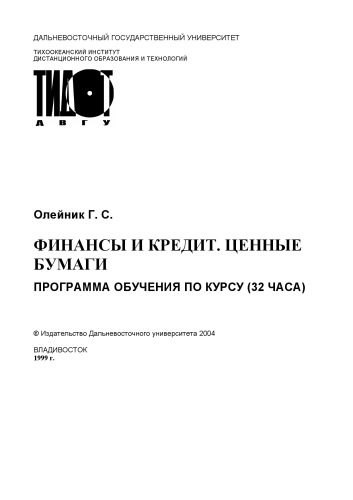 ДАЛЬНЕВОСТОЧНЫЙ ГОСУДАРСТВЕННЫЙ УНИВЕРСИТЕТ
ТИХООКЕАНСКИЙ ИНСТИТУТ
ДИСТАНЦИОННОГО ОБРАЗОВАНИЯ И ТЕХНОЛОГИЙ
ТИДОТ
ДВГУ
Олейник Г. С.
ФИНАНСЫ И КРЕДИТ. ЦЕННЫЕ
БУМАГИ
ПРОГРАММА ОБУЧЕНИЯ ПО КУРСУ (32 ЧАСА)
© Издательство Дальневосточного университета 2004
ВЛАДИВОСТОК
1999 г.